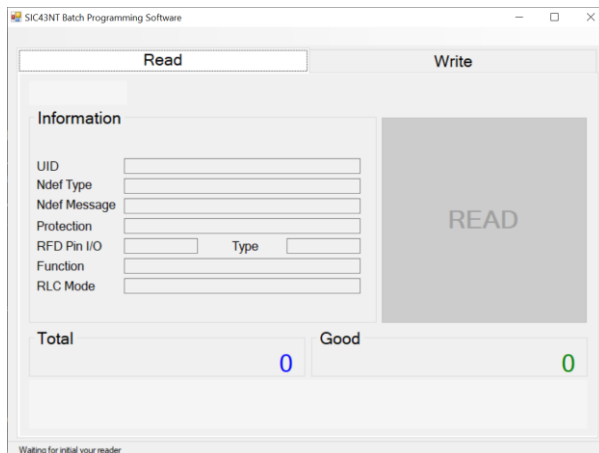 SIC43NT Batch Programming Software
Read Write
Information
UID
Ndef Type
Ndef Message
Protection
RFD Pin I/O Type
Function
RLC Mode
READ
Total Good
0 0
Waiting for initial your reader